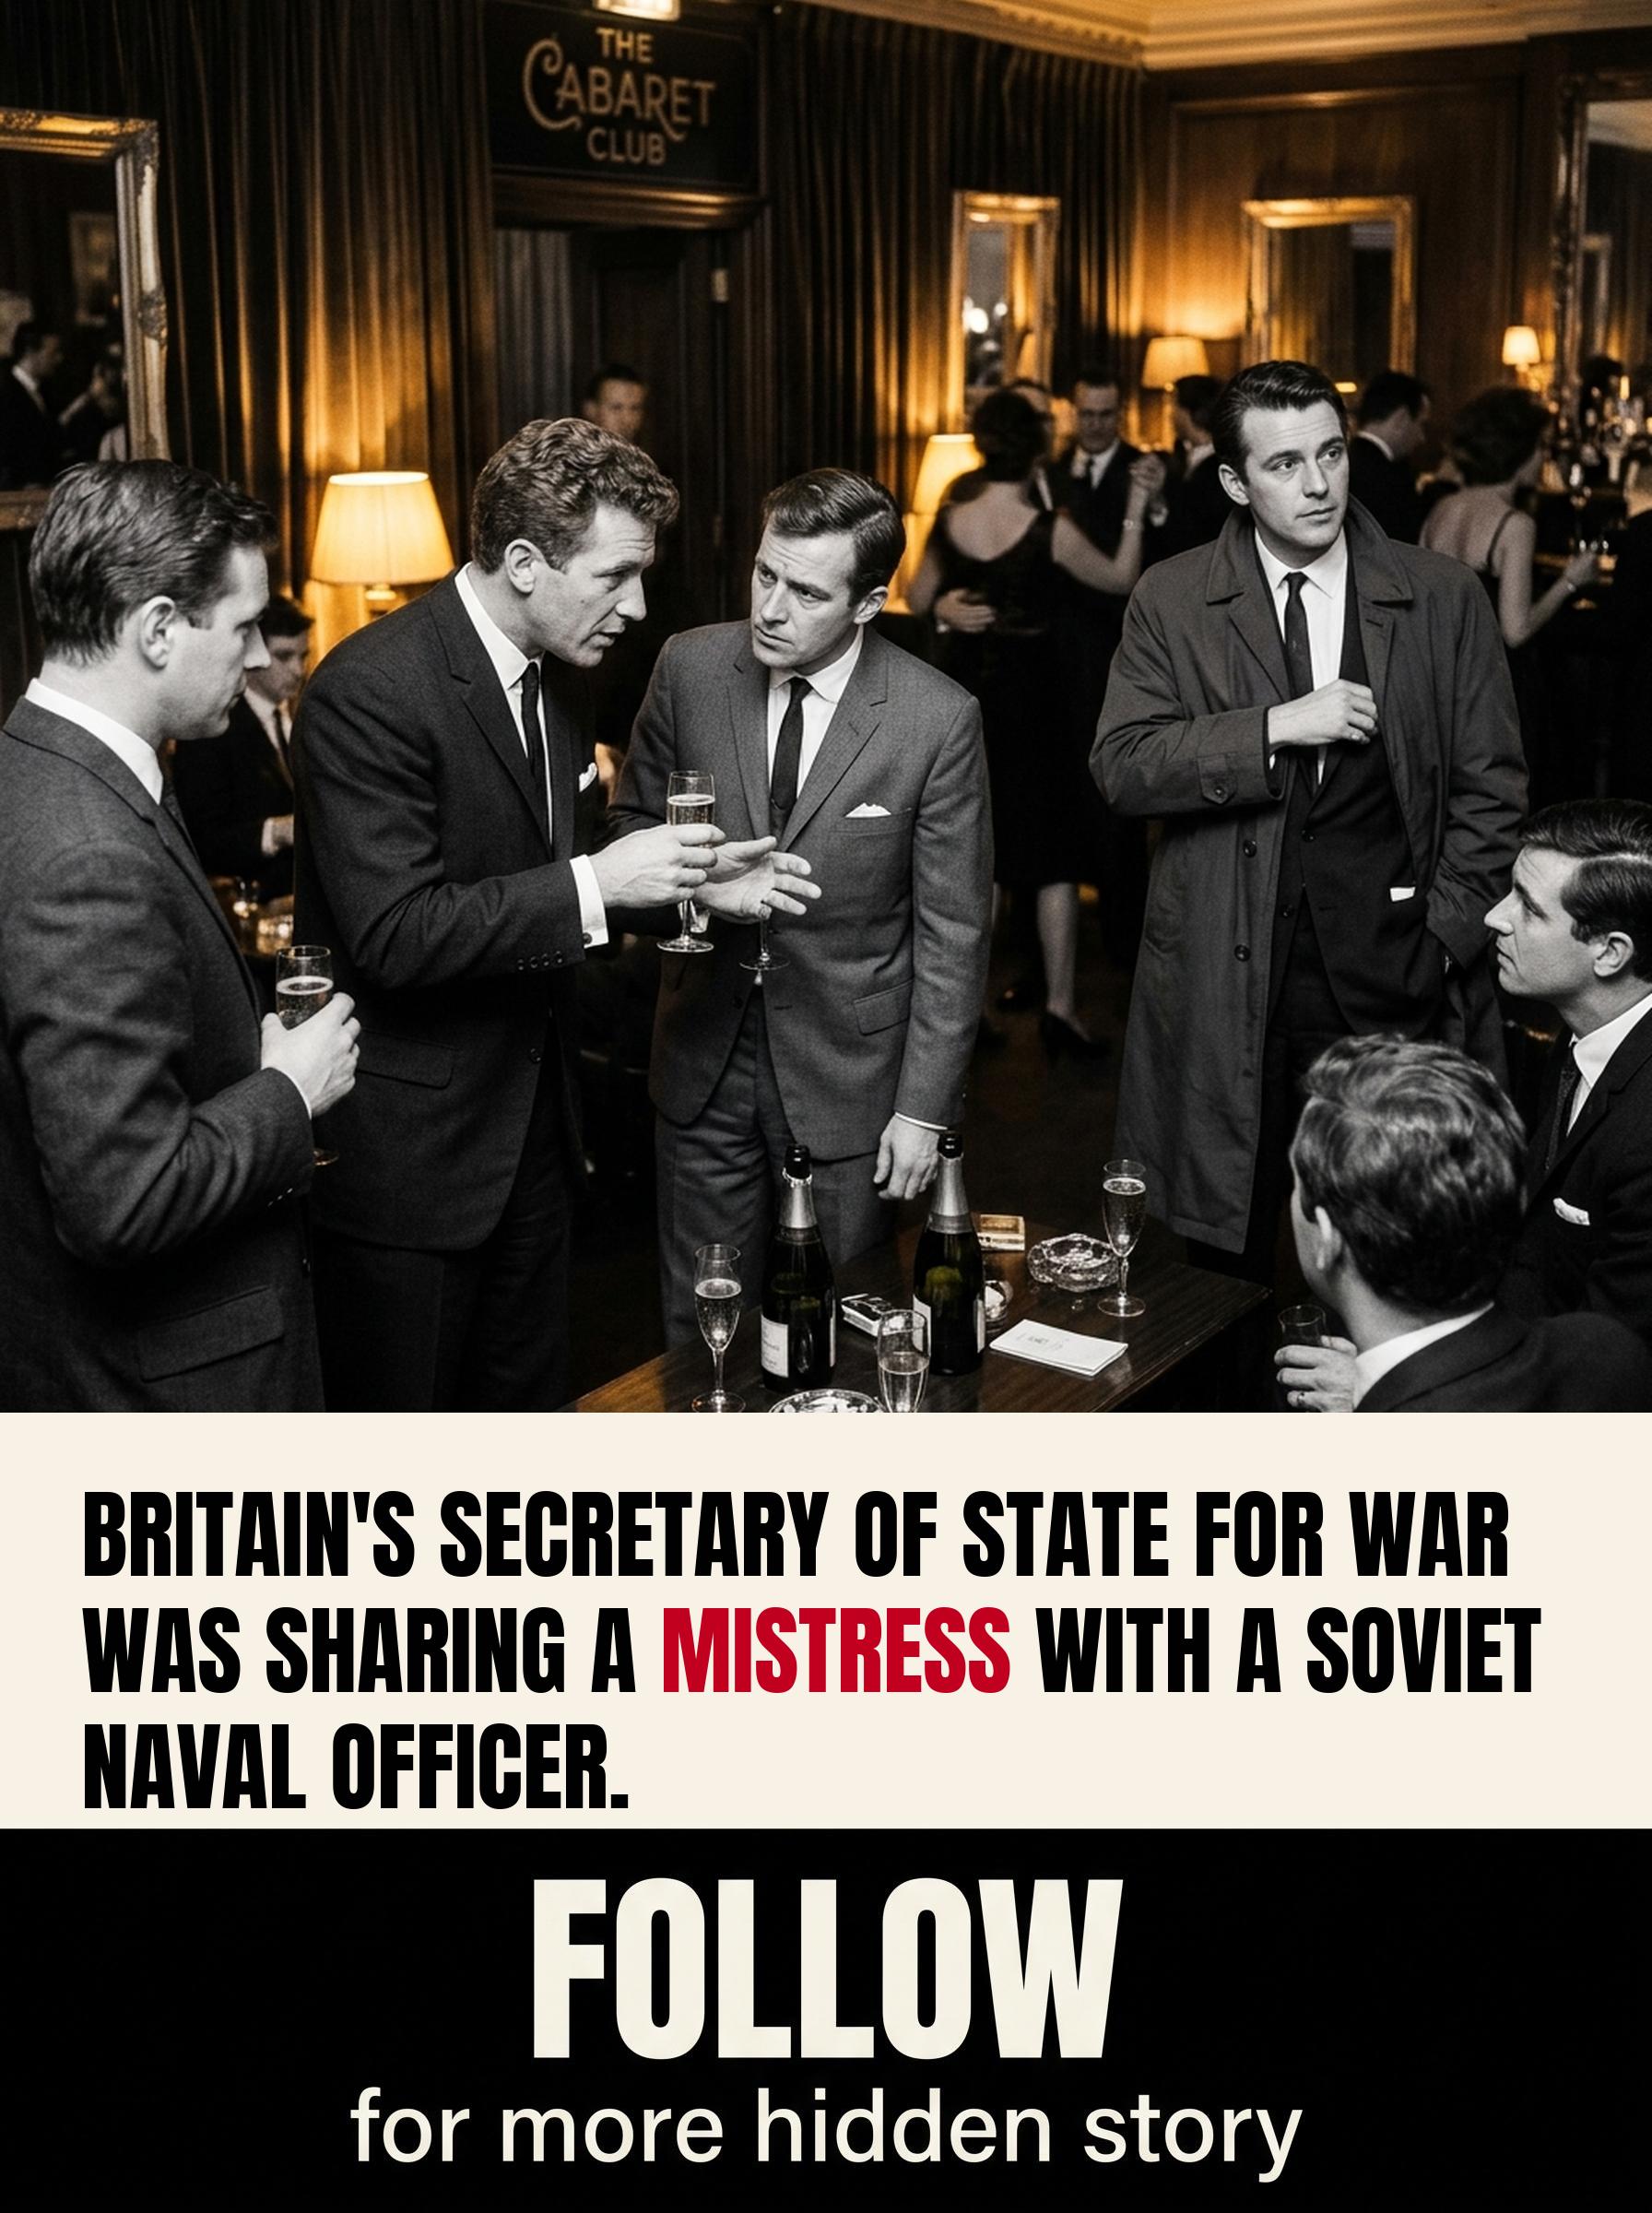 THE
CABARET
CLUB
BRITAIN'S SECRETARY OF STATE FOR WAR
WAS SHARING A MISTRESS WITH A SOVIET
NAVAL OFFICER.
FOLLOW
for more hidden story